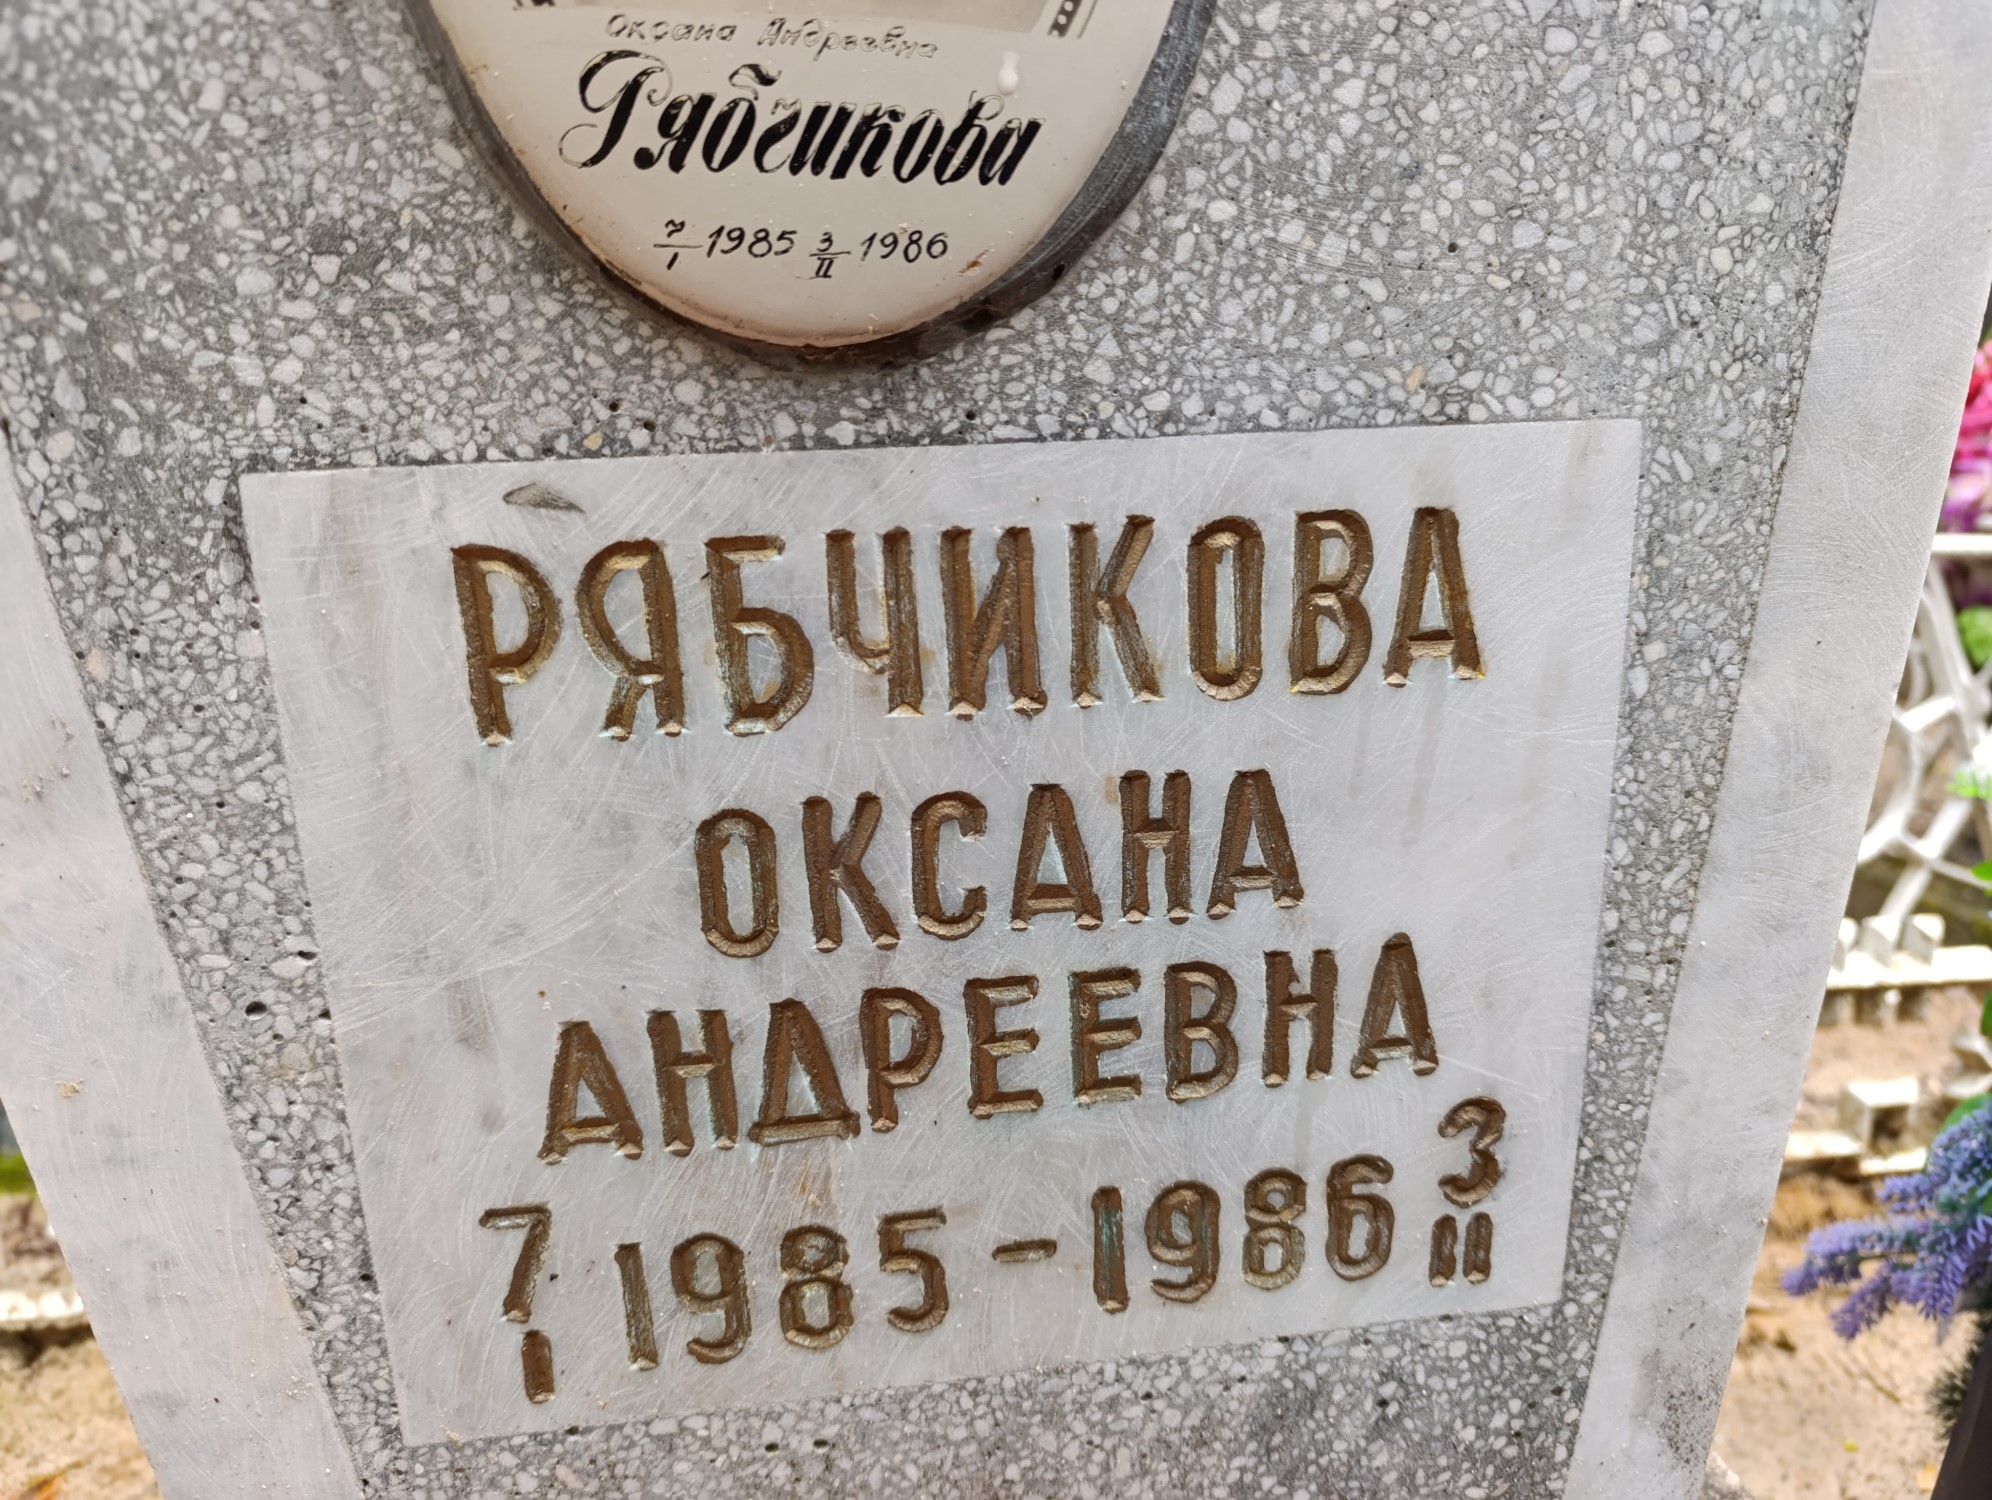 Оксана Андреевна
Рябчикова
7/I 1985 3/II 1986
РЯБЧИКОВА
ОКСАНА
АНДРЕЕВНА
7/I 1985 - 1986 3/II